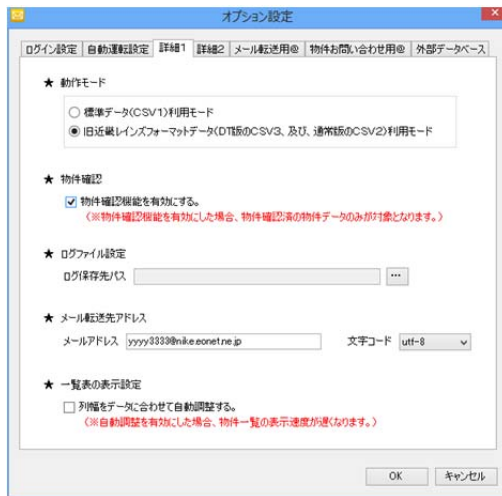 オプション設定
ログイン設定 自動運転設定 詳細1 詳細2 メール転送用@ 物件お問い合わせ用@ 外部データベース
★ 動作モード
標準データ(CSV1)利用モード
旧近畿レインズフォーマットデータ(DT版のCSV3、及び、通常版のCSV2)利用モード
★ 物件確認
物件確認機能を有効にする。
(※物件確認機能を有効にした場合、物件確認済の物件データのみが対象となります。)
★ ログファイル設定
ログ保存先パス ...
★ メール転送先アドレス
メールアドレス yyyy3333@nike.eonet.ne.jp 文字コード utf-8
★ 一覧表の表示設定
列幅をデータに合わせて自動調整する。
(※自動調整を有効にした場合、物件一覧の表示速度が遅くなります。)
OK キャンセル